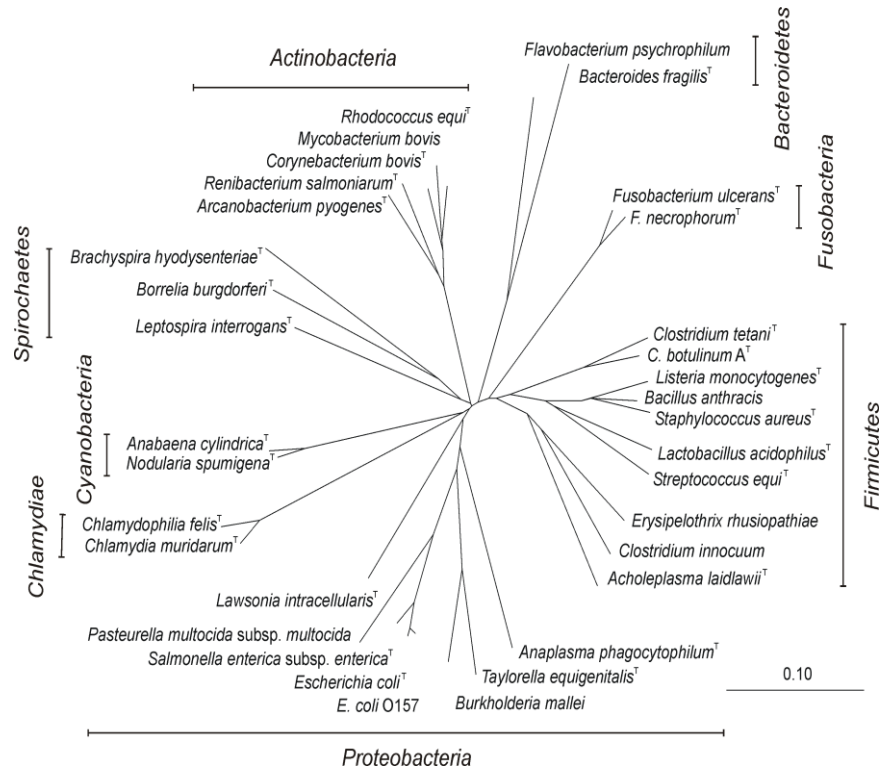 Actinobacteria
Flavobacterium psychrophilum
Bacteroides fragilisT
Bacteroidetes
Rhodococcus equiT
Mycobacterium bovis
Corynebacterium bovisT
Renibacterium salmoniarumT
Arcanobacterium pyogenesT
Fusobacterium ulceransT
F. necrophorumT
Fusobacteria
Spirochaetes
Brachyspira hyodysenteriaeT
Borrelia burgdorferiT
Leptospira interrogansT
Clostridium tetaniT
C. botulinum AT
Listeria monocytogenesT
Bacillus anthracis
Staphylococcus aureusT
Lactobacillus acidophilusT
Streptococcus equiT
Erysipelothrix rhusiopathiae
Clostridium innocuum
Acholeplasma laidlawiiT
Firmicutes
Cyanobacteria
Anabaena cylindricaT
Nodularia spumigenaT
Chlamydiae
Chlamydophilia felisT
Chlamydia muridarumT
Lawsonia intracellularisT
Pasteurella multocida subsp. multocida
Salmonella enterica subsp. entericaT
Escherichia coliT
E. coli O157
Anaplasma phagocytophilumT
Taylorella equigenitalisT
Burkholderia mallei
0.10
Proteobacteria